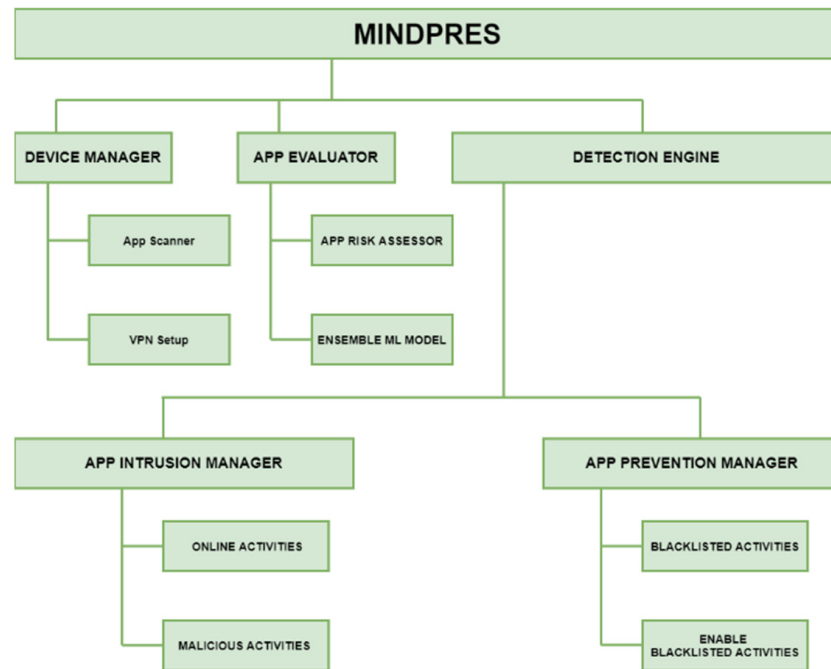 MINDPRES
DEVICE MANAGER
APP EVALUATOR
DETECTION ENGINE
App Scanner
APP RISK ASSESSOR
VPN Setup
ENSEMBLE ML MODEL
APP INTRUSION MANAGER
APP PREVENTION MANAGER
ONLINE ACTIVITIES
BLACKLISTED ACTIVITIES
MALICIOUS ACTIVITIES
ENABLE
BLACKLISTED ACTIVITIES